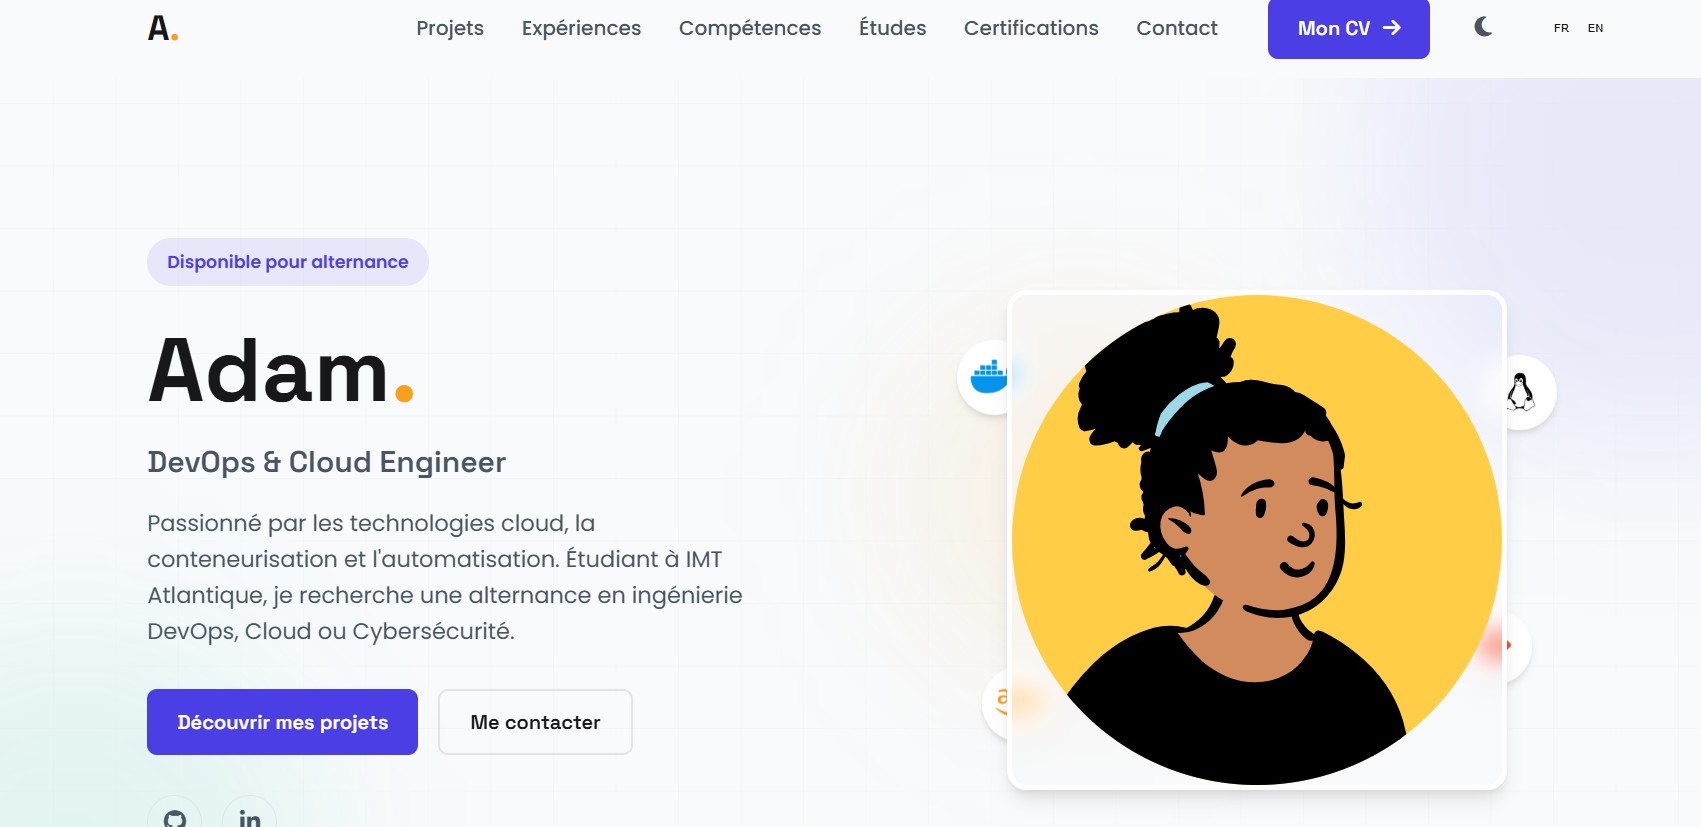 A.
Projets
Expériences
Compétences
Études
Certifications
Contact
Mon CV
FR
EN
Disponible pour alternance
Adam.
DevOps & Cloud Engineer
Passionné par les technologies cloud, la
conteneurisation et l'automatisation. Étudiant à IMT
Atlantique, je recherche une alternance en ingénierie
DevOps, Cloud ou Cybersécurité.
Découvrir mes projets
Me contacter
in